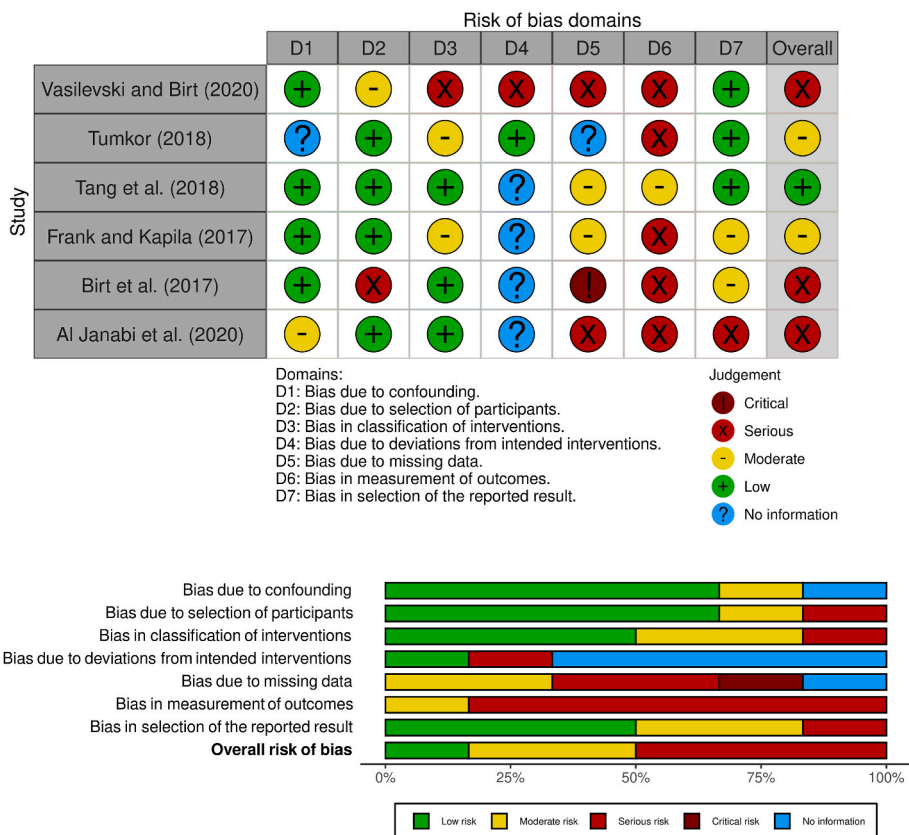 Risk of bias domains
D1 D2 D3 D4 D5 D6 D7 Overall
Study
Vasilevski and Birt (2020) + - X X X X + X
Tumkor (2018) ? + - + ? X + -
Tang et al. (2018) + + + ? - - + +
Frank and Kapila (2017) + + - ? - X - -
Birt et al. (2017) + X + ? ! X - X
Al Janabi et al. (2020) - + + ? X X X X
Domains:
D1: Bias due to confounding.
D2: Bias due to selection of participants.
D3: Bias in classification of interventions.
D4: Bias due to deviations from intended interventions.
D5: Bias due to missing data.
D6: Bias in measurement of outcomes.
D7: Bias in selection of the reported result.
Judgement
! Critical
X Serious
- Moderate
+ Low
? No information
Bias due to confounding
Bias due to selection of participants
Bias in classification of interventions
Bias due to deviations from intended interventions
Bias due to missing data
Bias in measurement of outcomes
Bias in selection of the reported result
Overall risk of bias
0% 25% 50% 75% 100%
Low risk Moderate risk Serious risk Critical risk No information